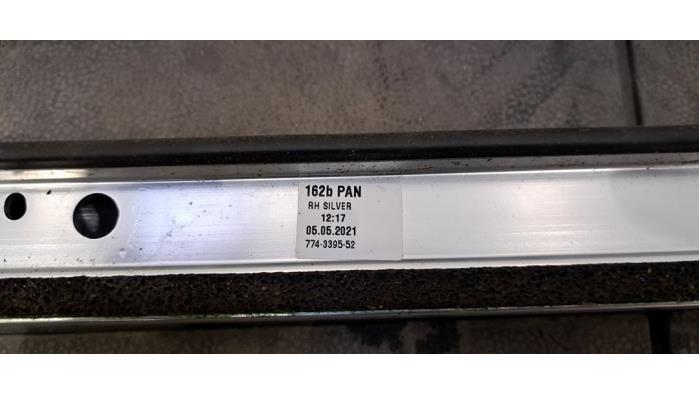 162b PAN
RH SILVER
12:17
05.05.2021
774-3395-52